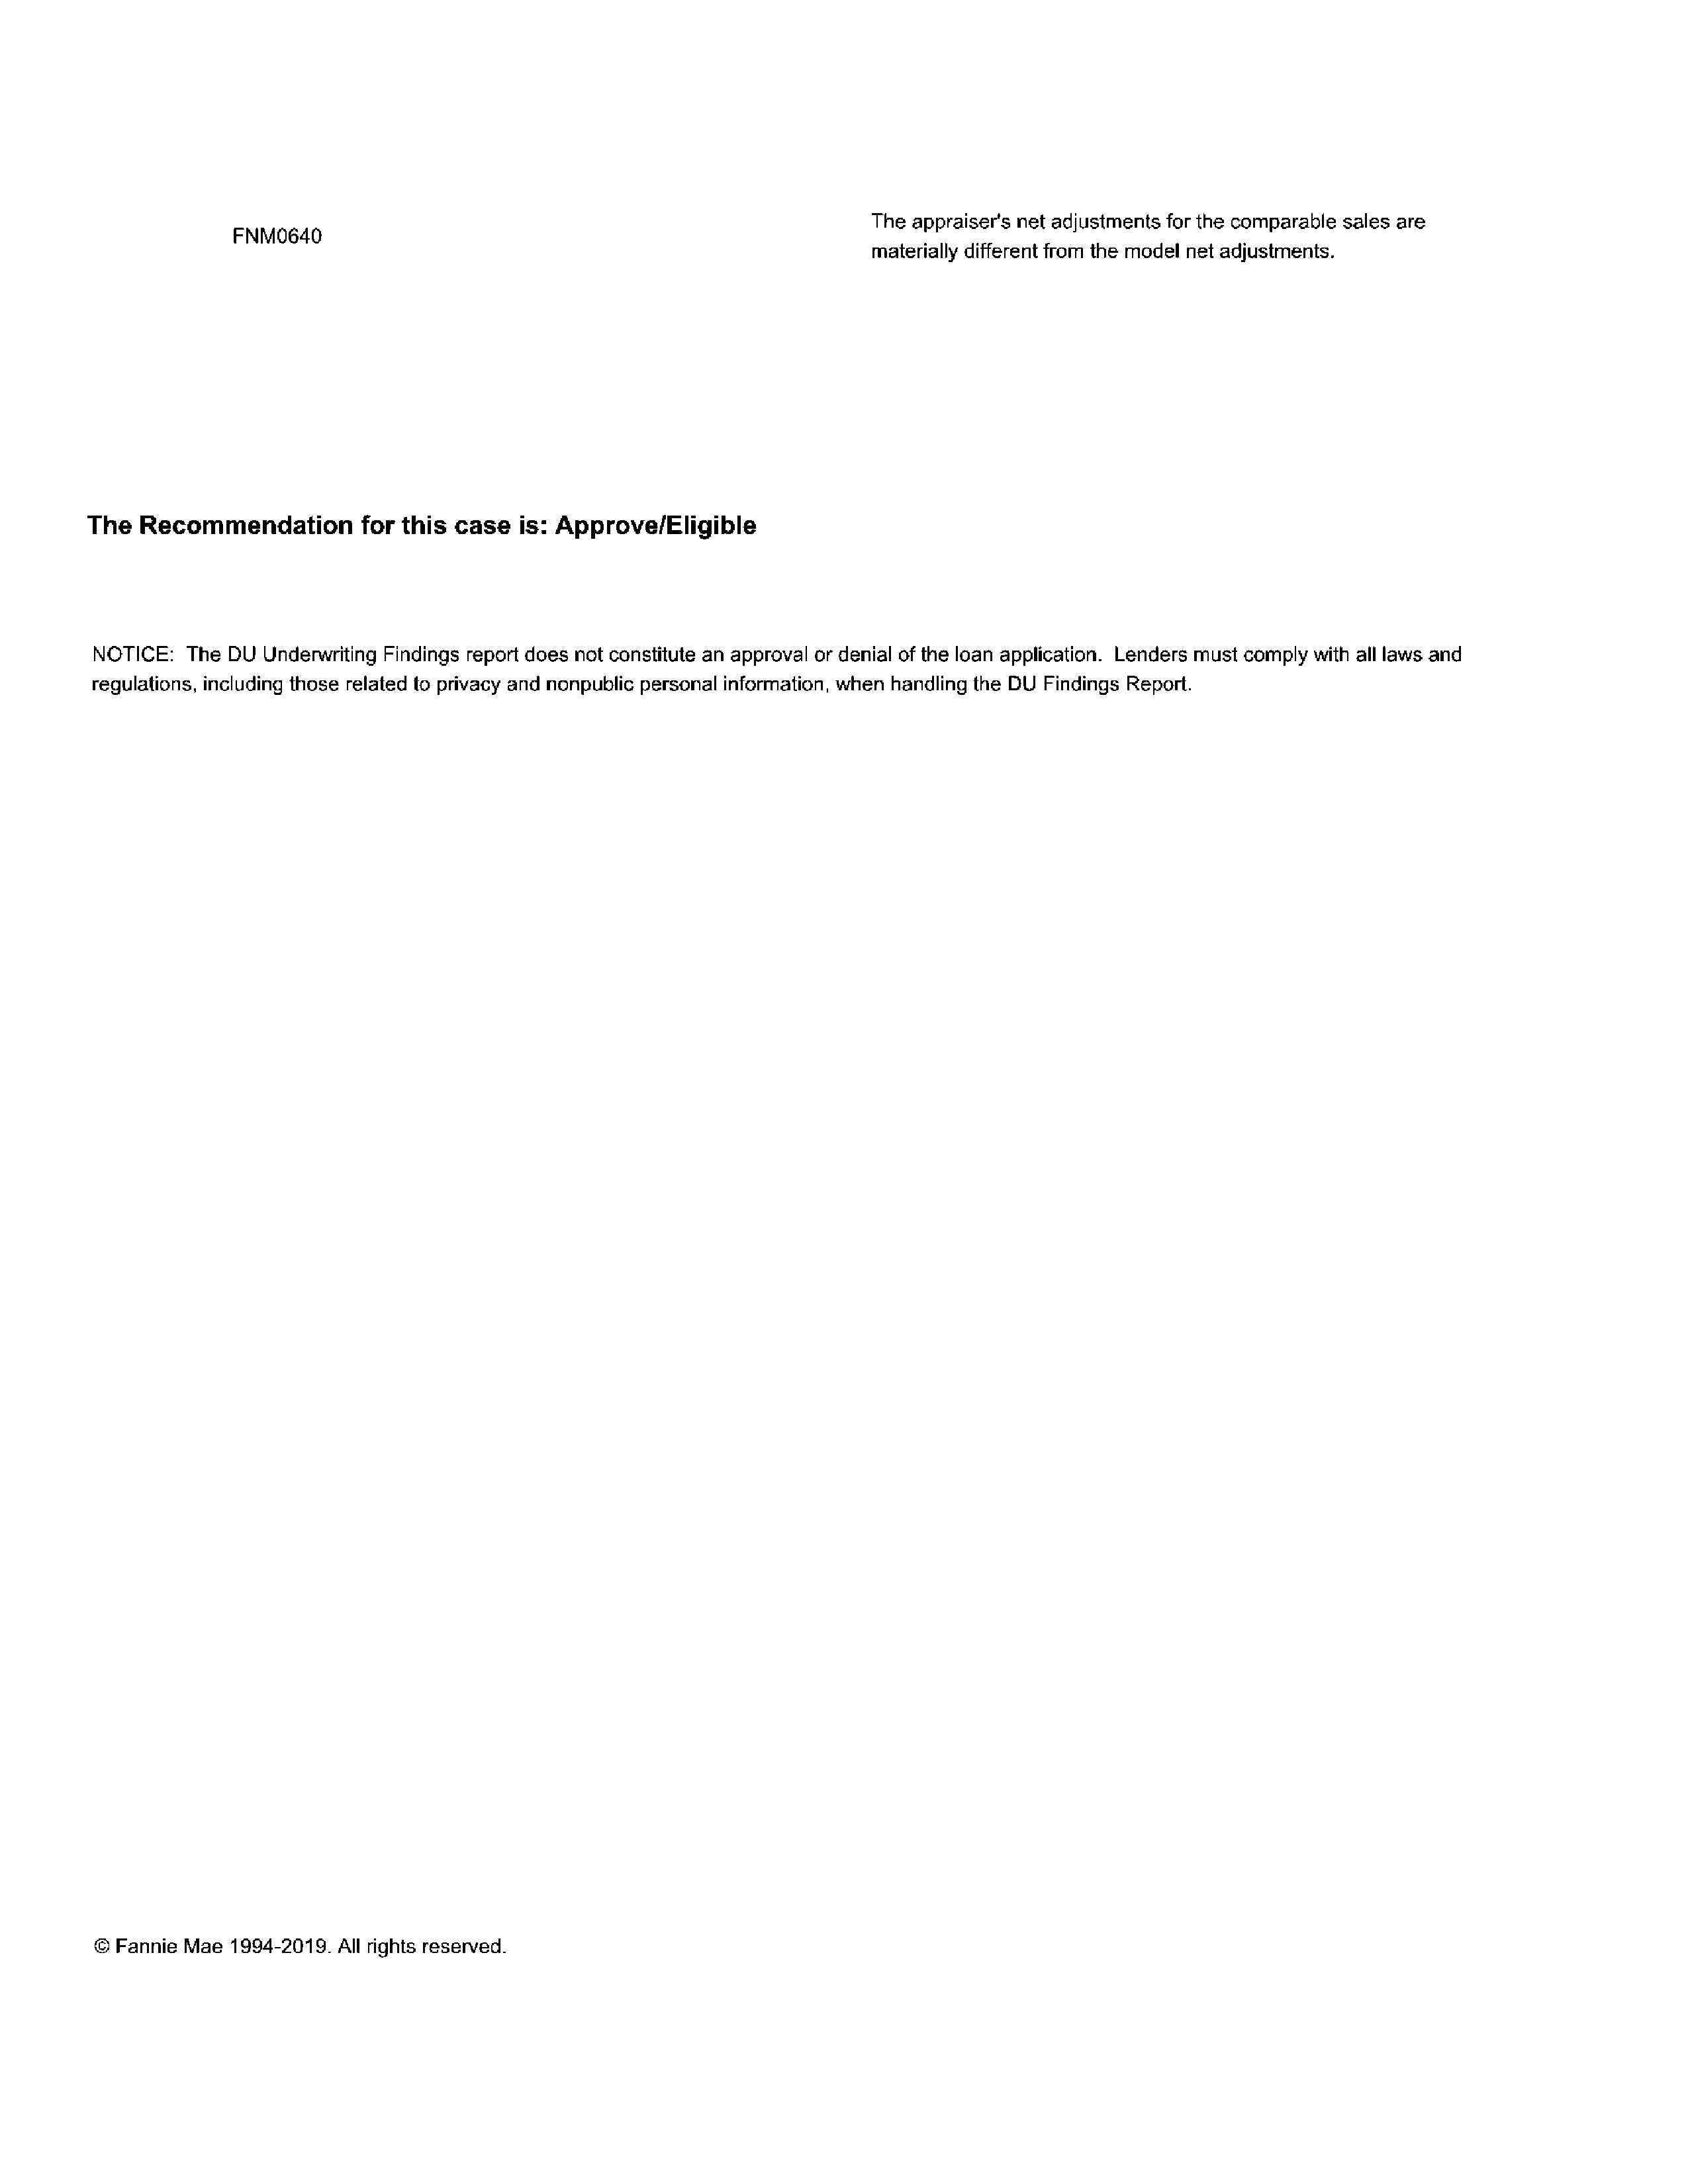 FNM0640
The appraiser's net adjustments for the comparable sales are
materially different from the model net adjustments.
The Recommendation for this case is: Approve/Eligible
NOTICE:  The DU Underwriting Findings report does not constitute an approval or denial of the loan application.  Lenders must comply with all laws and
regulations, including those related to privacy and nonpublic personal information, when handling the DU Findings Report.
© Fannie Mae 1994-2019. All rights reserved.